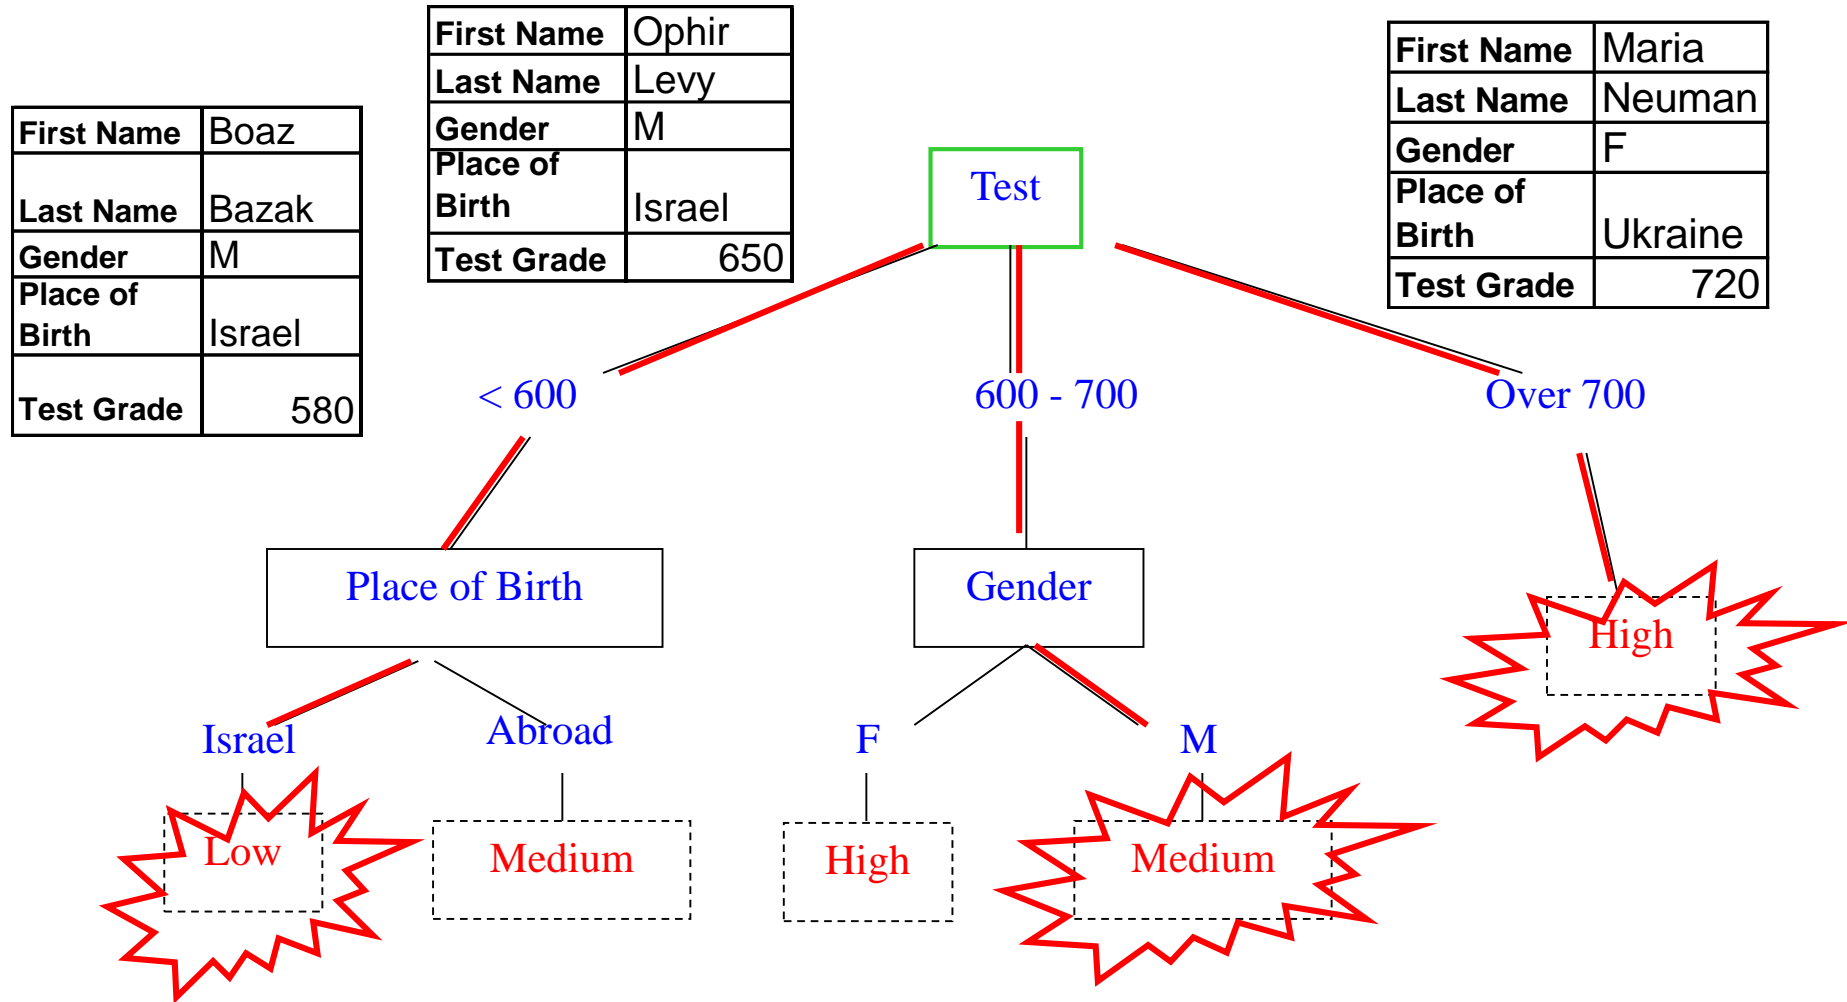 First Name Boaz
Last Name Bazak
Gender M
Place of
Birth Israel
Test Grade 580
First Name Ophir
Last Name Levy
Gender M
Place of
Birth Israel
Test Grade 650
First Name Maria
Last Name Neuman
Gender F
Place of
Birth Ukraine
Test Grade 720
Test
< 600 600 - 700 Over 700
Place of Birth Gender High
Israel Abroad F M
Low Medium High Medium